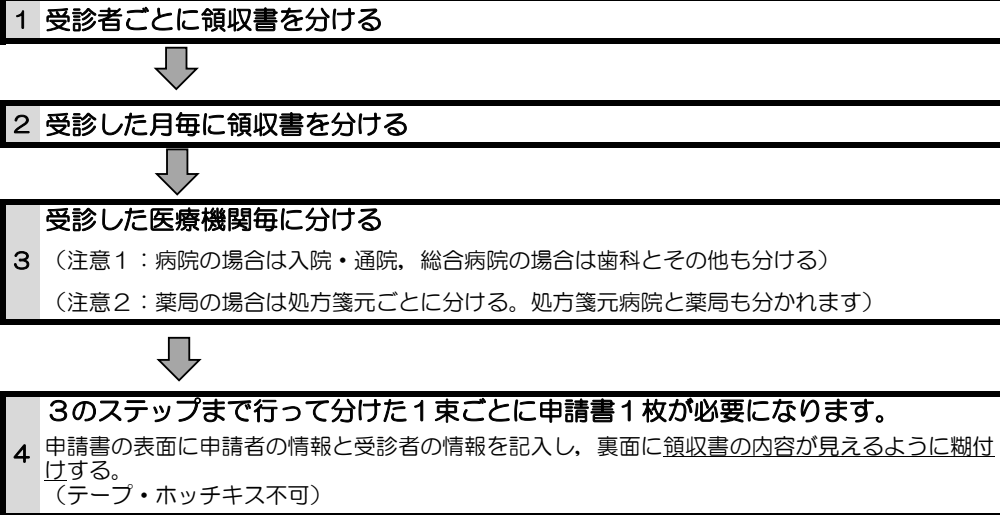 1 受診者ごとに領収書を分ける
2 受診した月毎に領収書を分ける
受診した医療機関毎に分ける
3 （注意１：病院の場合は入院・通院，総合病院の場合は歯科とその他も分ける）
（注意２：薬局の場合は処方箋元ごとに分ける。処方箋元病院と薬局も分かれます）
３のステップまで行って分けた１束ごとに申請書１枚が必要になります。
4 申請書の表面に申請者の情報と受診者の情報を記入し，裏面に領収書の内容が見えるように糊付
けする。
（テープ・ホッチキス不可）